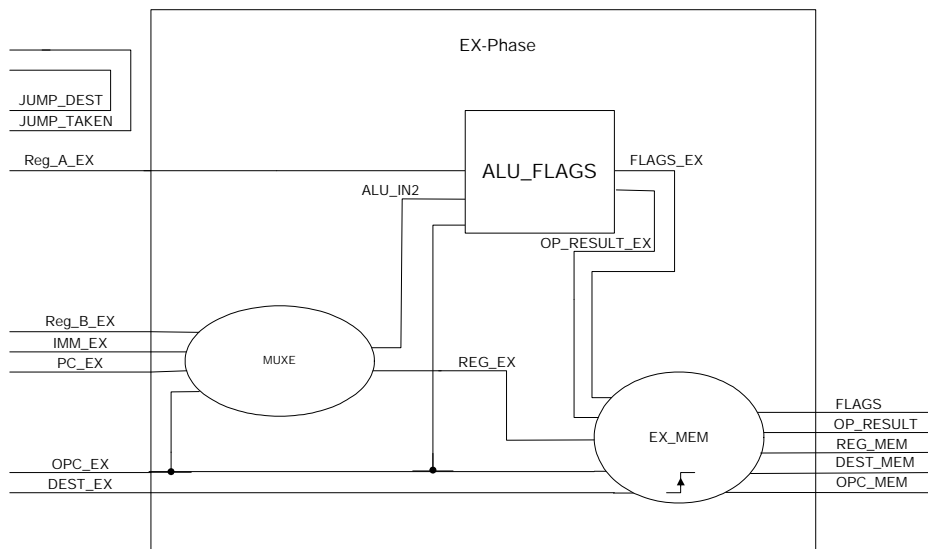 EX-Phase
JUMP_DEST
JUMP_TAKEN
Reg_A_EX
ALU_FLAGS
FLAGS_EX
ALU_IN2
OP_RESULT_EX
Reg_B_EX
IMM_EX
PC_EX
MUXE
REG_EX
EX_MEM
FLAGS
OP_RESULT
REG_MEM
DEST_MEM
OPC_MEM
OPC_EX
DEST_EX